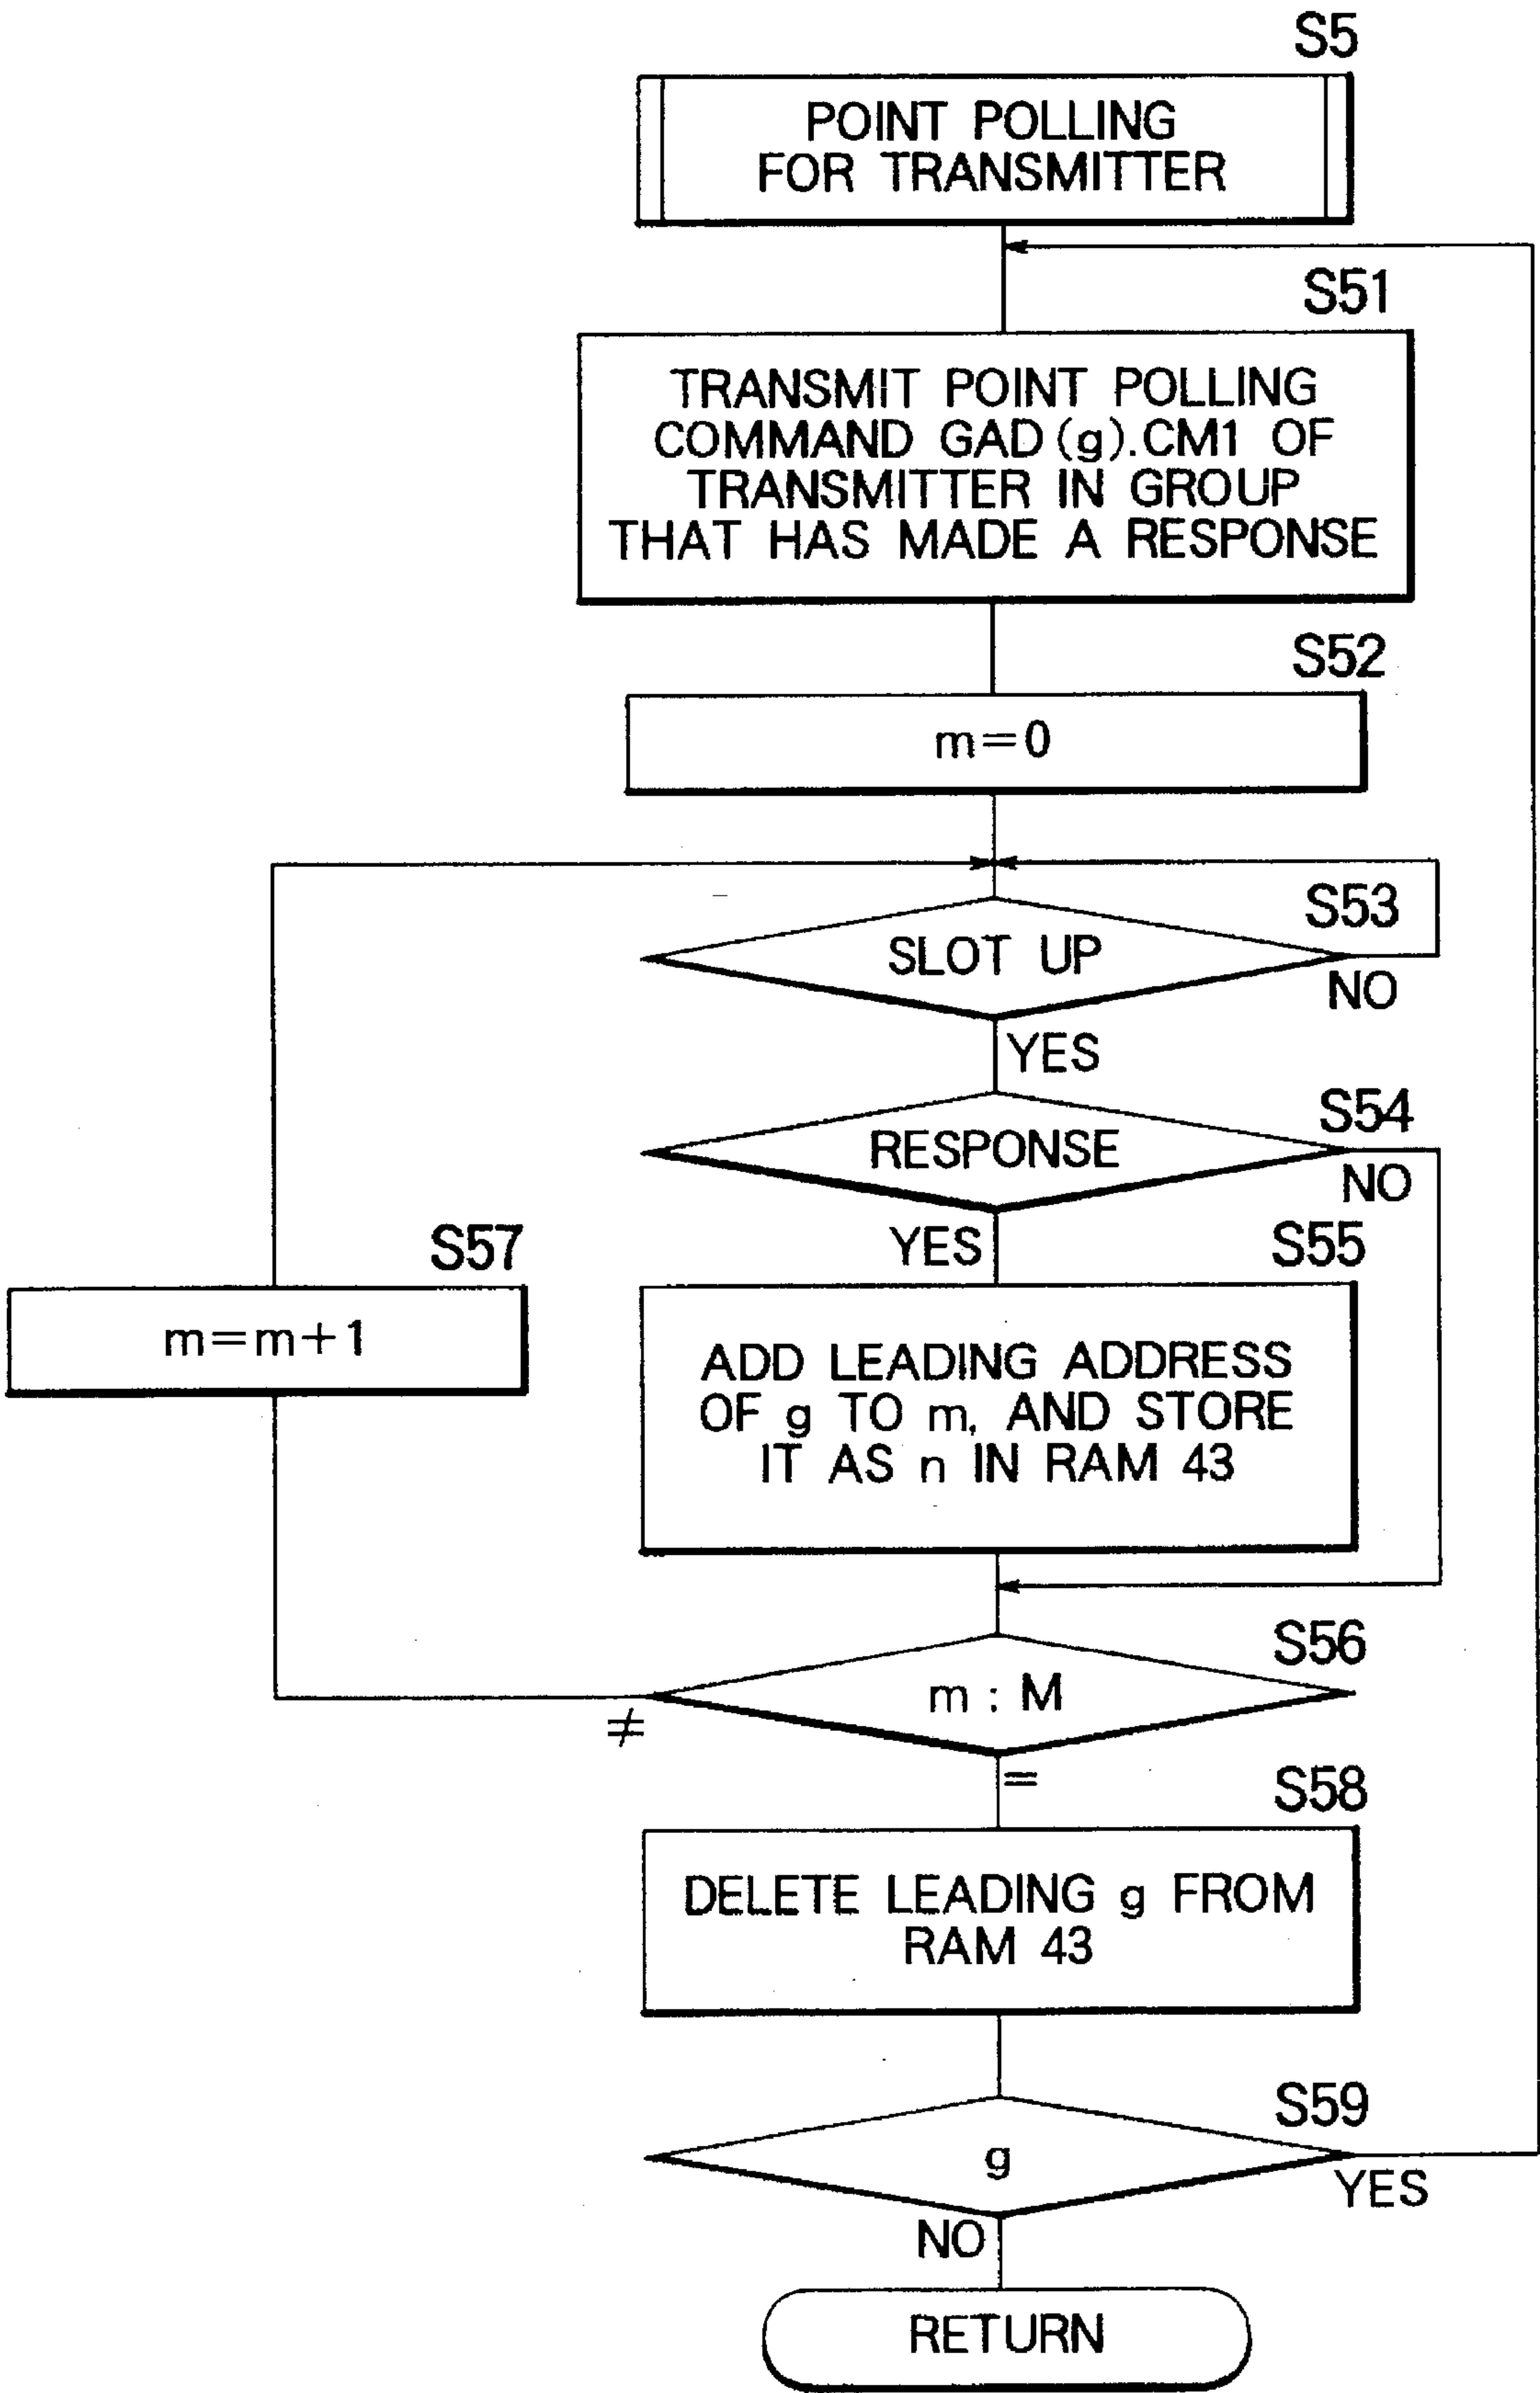 S5
POINT POLLING
FOR TRANSMITTER
S51
TRANSMIT POINT POLLING
COMMAND GAD(g).CM1 OF
TRANSMITTER IN GROUP
THAT HAS MADE A RESPONSE
S52
m=0
S53
SLOT UP
NO
YES
S54
RESPONSE
NO
YES
S55
S57
m=m+1
ADD LEADING ADDRESS
OF g TO m, AND STORE
IT AS n IN RAM 43
S56
m : M
≠
=
S58
DELETE LEADING g FROM
RAM 43
S59
g
YES
NO
RETURN